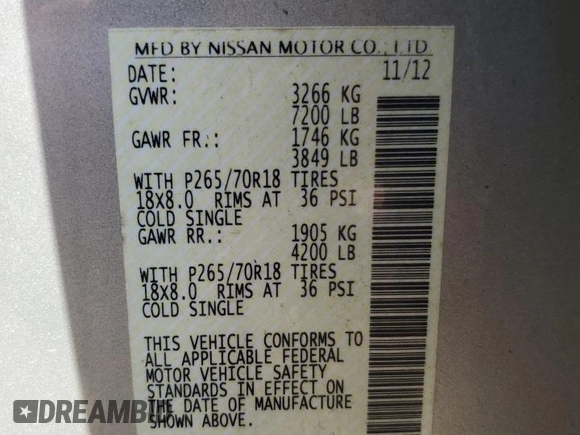 MFD BY NISSAN MOTOR CO., LTD.
DATE: 11/12
GVWR: 3266 KG
7200 LB
GAWR FR.: 1746 KG
3849 LB
WITH P265/70R18 TIRES
18X8.0 RIMS AT 36 PSI
COLD SINGLE
GAWR RR.: 1905 KG
4200 LB
WITH P265/70R18 TIRES
18X8.0 RIMS AT 36 PSI
COLD SINGLE
THIS VEHICLE CONFORMS TO
ALL APPLICABLE FEDERAL
MOTOR VEHICLE SAFETY
STANDARDS IN EFFECT ON
THE DATE OF MANUFACTURE
SHOWN ABOVE.